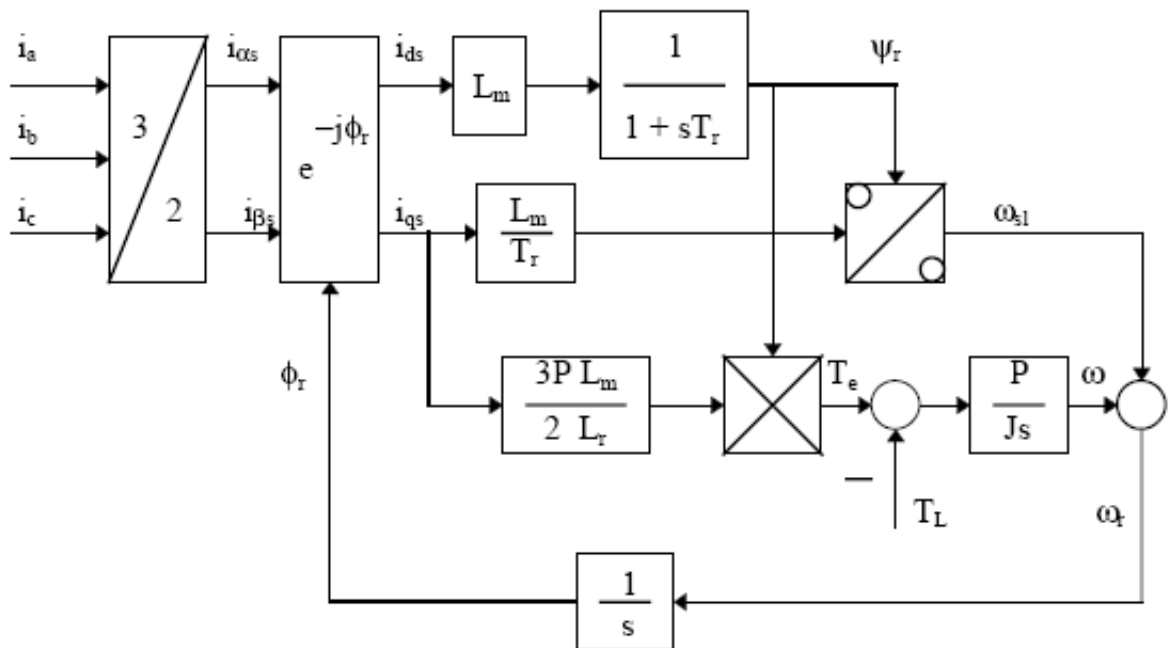 i_a
i_b
i_c
3
2
i_αs
i_βs
e^−jϕ_r
i_ds
i_qs
L_m
1
1 + sT_r
ψ_r
L_m
T_r
ω_sl
ϕ_r
3P L_m
2 L_r
T_e
−
T_L
P
Js
ω
ω_r
1
s